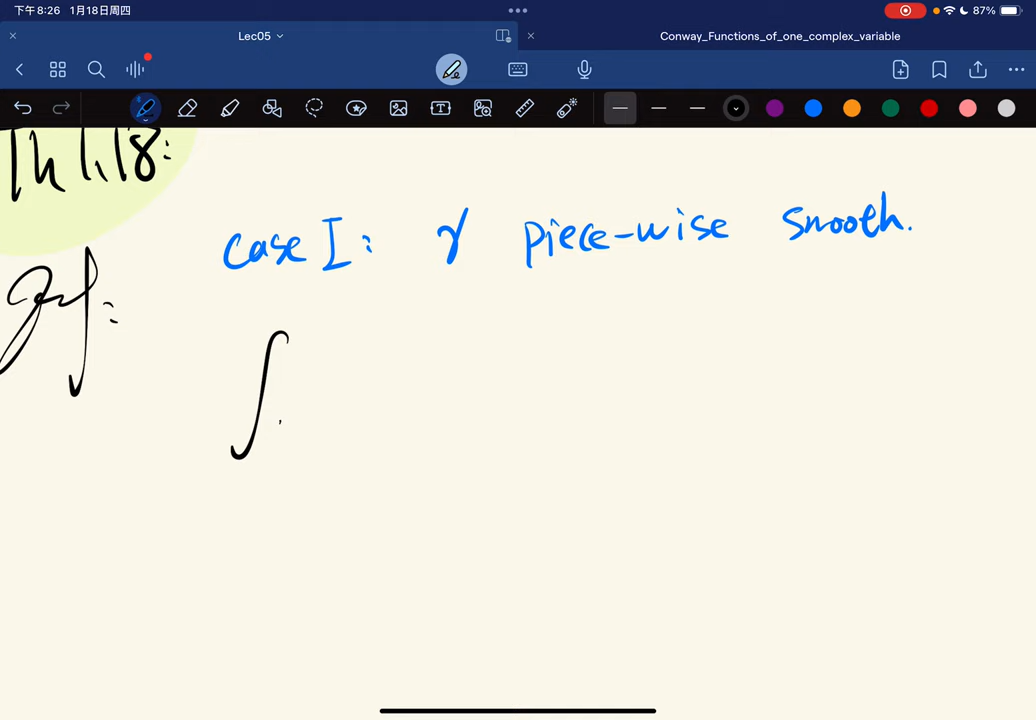 下午8:26 1月18日周四
87%
Lec05
Conway_Functions_of_one_complex_variable
Th 1.18:
case I: γ piece-wise smooth.
∫